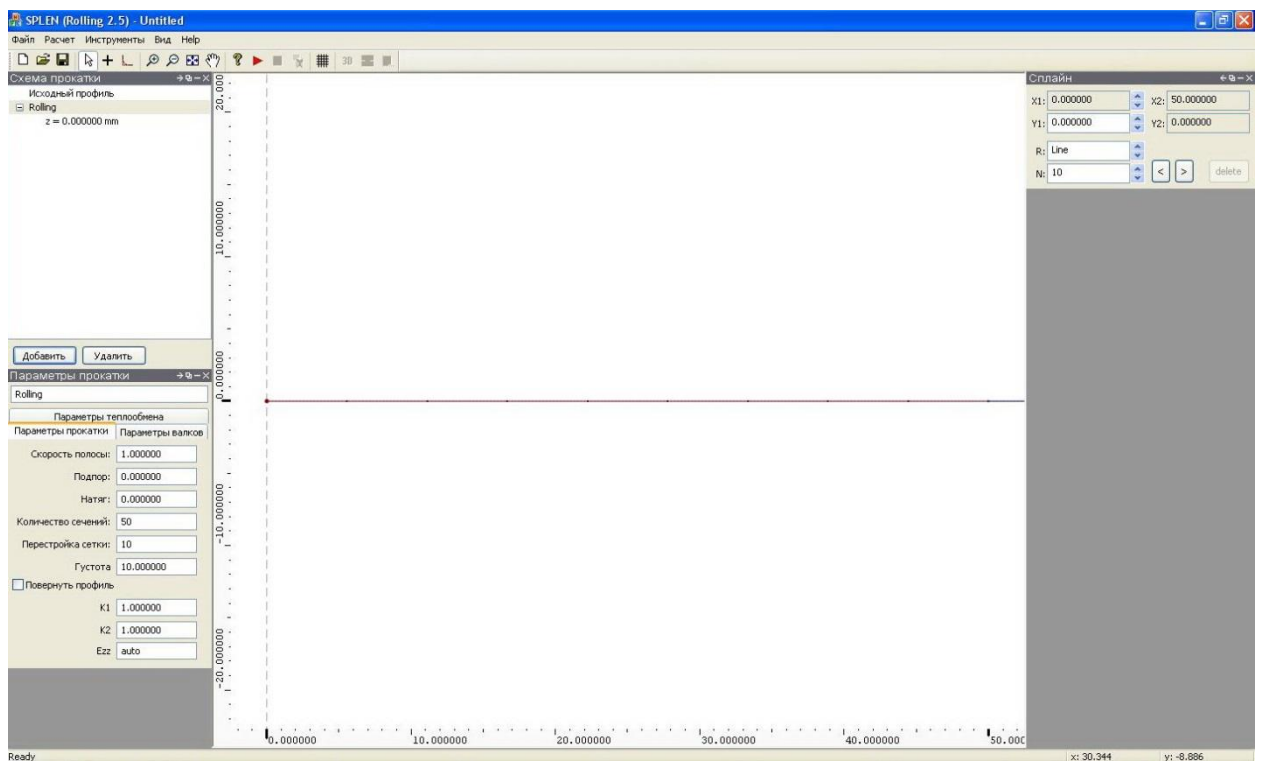 SPLEN (Rolling 2.5) - Untitled
Файл Расчет Инструменты Вид Help
3D
Схема прокатки
Исходный профиль
Rolling
z = 0.000000 mm
Добавить Удалить
Параметры прокатки
Rolling
Параметры теплообмена
Параметры прокатки Параметры валков
Скорость полосы: 1.000000
Подпор: 0.000000
Натяг: 0.000000
Количество сечений: 50
Перестройка сетки: 10
Густота 10.000000
Повернуть профиль
K1 1.000000
K2 1.000000
Ezz auto
20.000000
10.000000
0.000000
-10.000000
-20.000000
0.000000 10.000000 20.000000 30.000000 40.000000 50.000
Сплайн
X1: 0.000000 X2: 50.000000
Y1: 0.000000 Y2: 0.000000
R: Line
N: 10 < > delete
Ready x: 30.344 y: -8.886